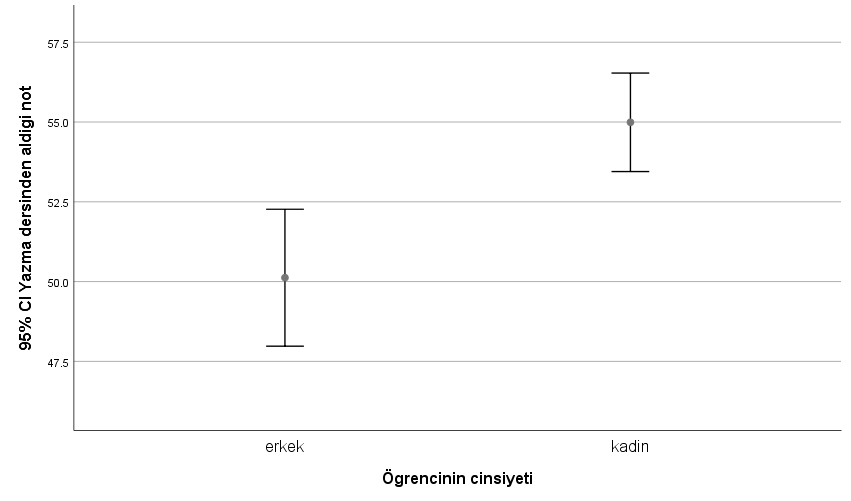 95% CI Yazma dersinden aldigi not
57.5
55.0
52.5
50.0
47.5
erkek
kadin
Ögrencinin cinsiyeti